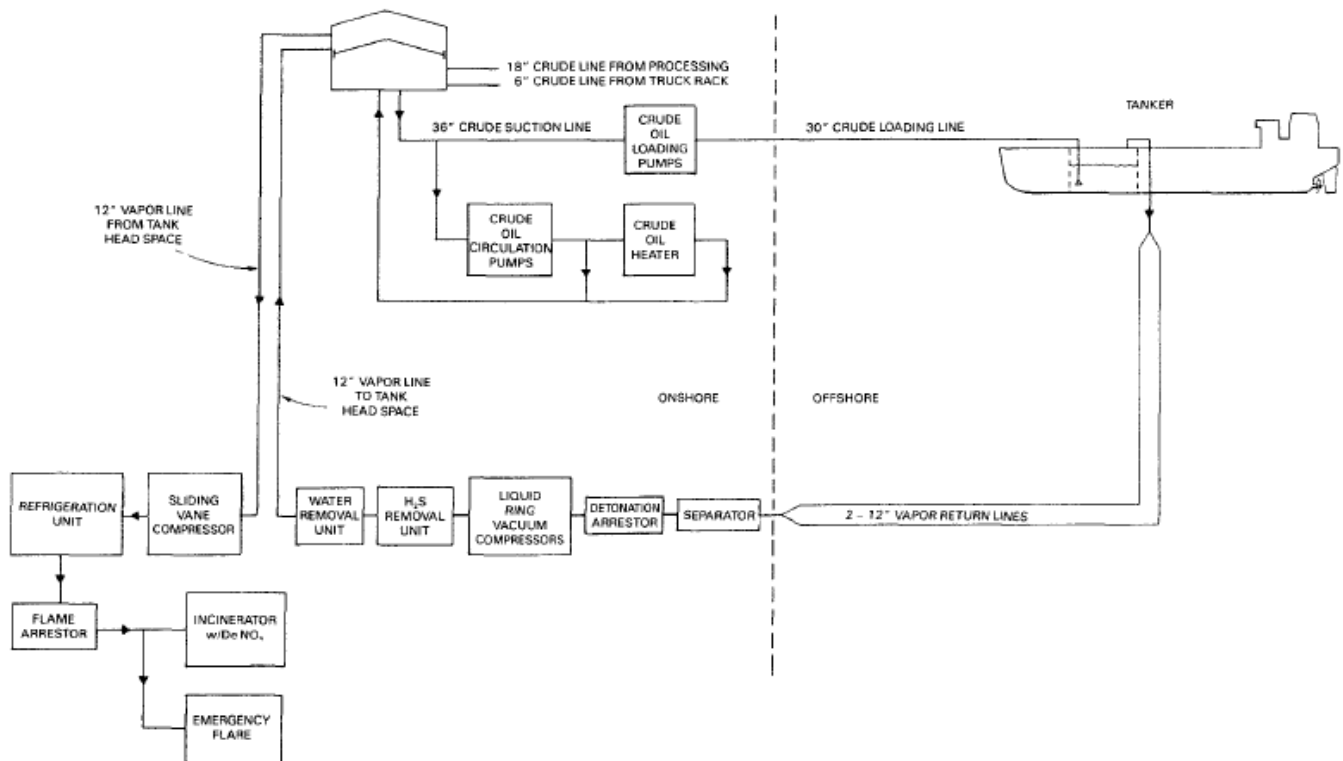 18" CRUDE LINE FROM PROCESSING
6" CRUDE LINE FROM TRUCK RACK
36" CRUDE SUCTION LINE
CRUDE
OIL
LOADING
PUMPS
30" CRUDE LOADING LINE
TANKER
12" VAPOR LINE
FROM TANK
HEAD SPACE
CRUDE
OIL
CIRCULATION
PUMPS
CRUDE
OIL
HEATER
12" VAPOR LINE
TO TANK
HEAD SPACE
ONSHORE
OFFSHORE
REFRIGERATION
UNIT
SLIDING
VANE
COMPRESSOR
WATER
REMOVAL
UNIT
H₂S
REMOVAL
UNIT
LIQUID
RING
VACUUM
COMPRESSORS
DETONATION
ARRESTOR
SEPARATOR
2 – 12" VAPOR RETURN LINES
FLAME
ARRESTOR
INCINERATOR
w/De NOₓ
EMERGENCY
FLARE